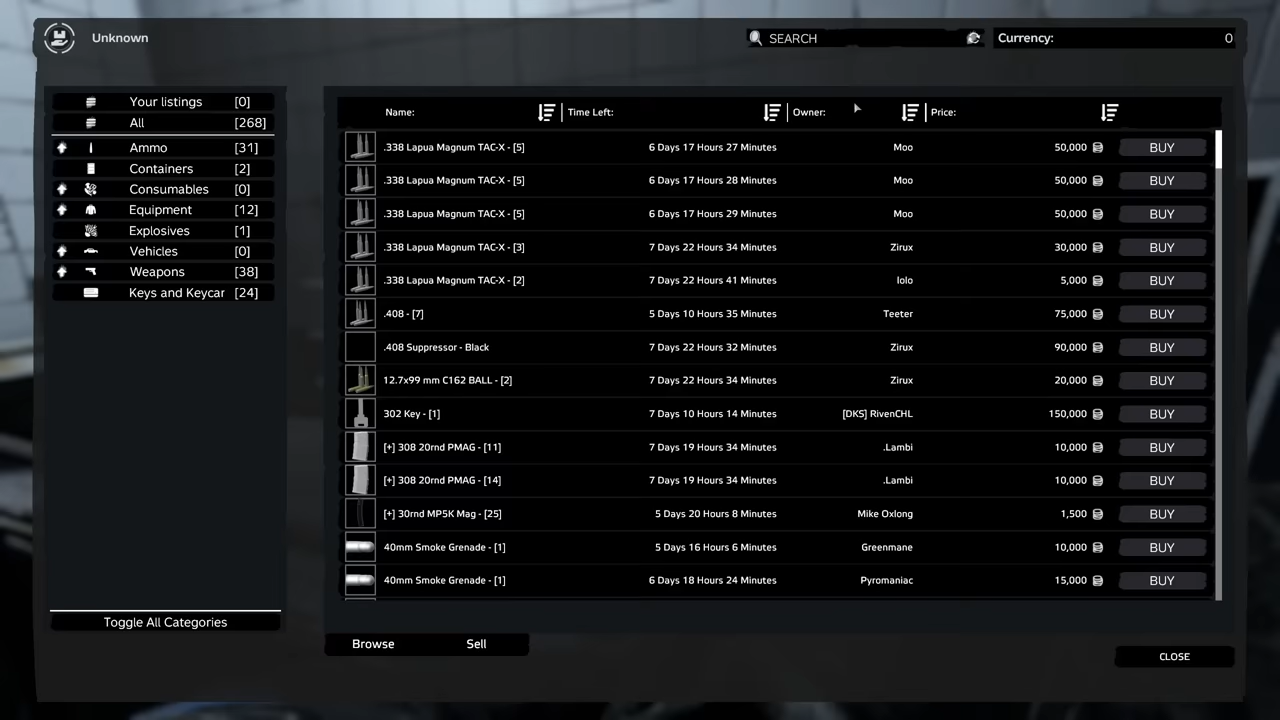 Unknown
SEARCH
Currency: 0
Your listings [0]
All [268]
Ammo [31]
Containers [2]
Consumables [0]
Equipment [12]
Explosives [1]
Vehicles [0]
Weapons [38]
Keys and Keycar [24]
Toggle All Categories
Name: Time Left: Owner: Price:
.338 Lapua Magnum TAC-X - [5] 6 Days 17 Hours 27 Minutes Moo 50,000 BUY
.338 Lapua Magnum TAC-X - [5] 6 Days 17 Hours 28 Minutes Moo 50,000 BUY
.338 Lapua Magnum TAC-X - [5] 6 Days 17 Hours 29 Minutes Moo 50,000 BUY
.338 Lapua Magnum TAC-X - [3] 7 Days 22 Hours 34 Minutes Zirux 30,000 BUY
.338 Lapua Magnum TAC-X - [2] 7 Days 22 Hours 41 Minutes lolo 5,000 BUY
.408 - [7] 5 Days 10 Hours 35 Minutes Teeter 75,000 BUY
.408 Suppressor - Black 7 Days 22 Hours 32 Minutes Zirux 90,000 BUY
12.7x99 mm C162 BALL - [2] 7 Days 22 Hours 34 Minutes Zirux 20,000 BUY
302 Key - [1] 7 Days 10 Hours 14 Minutes [DKS] RivenCHL 150,000 BUY
[+] 308 20rnd PMAG - [11] 7 Days 19 Hours 34 Minutes .Lambi 10,000 BUY
[+] 308 20rnd PMAG - [14] 7 Days 19 Hours 34 Minutes .Lambi 10,000 BUY
[+] 30rnd MP5K Mag - [25] 5 Days 20 Hours 8 Minutes Mike Oxlong 1,500 BUY
40mm Smoke Grenade - [1] 5 Days 16 Hours 6 Minutes Greenmane 10,000 BUY
40mm Smoke Grenade - [1] 6 Days 18 Hours 24 Minutes Pyromaniac 15,000 BUY
Browse Sell
CLOSE